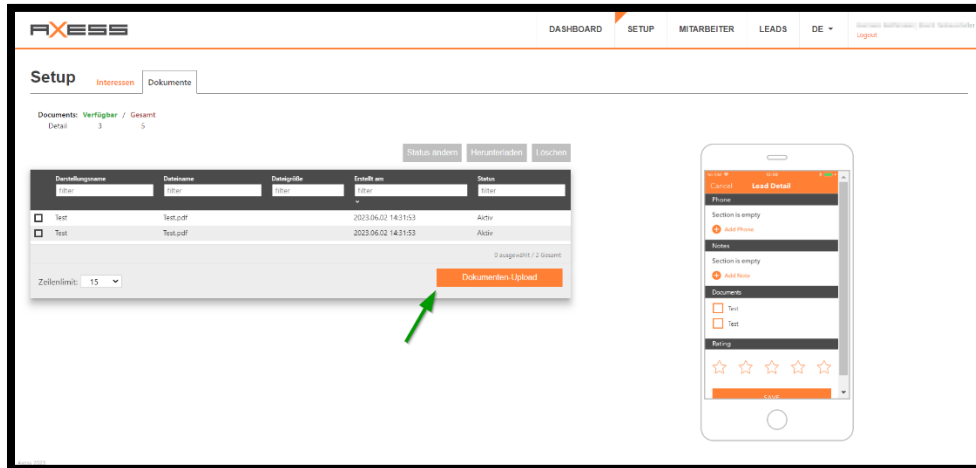 AXESS
DASHBOARD SETUP MITARBEITER LEADS DE
Logout
Setup Interessen Dokumente
Documents: Verfügbar / Gesamt
Detail 3 5
Status ändern Herunterladen Löschen
Darstellungsname Dateiname Dateigröße Erstellt am Status
filter filter filter filter filter
Test Test.pdf 2023.06.02 14:31:53 Aktiv
Test Test.pdf 2023.06.02 14:31:53 Aktiv
0 ausgewählt / 2 Gesamt
Zeilenlimit: 15
Dokumenten-Upload
Cancel Lead Detail
Phone
Section is empty
Add Phone
Notes
Section is empty
Add Note
Documents
Test
Test
Rating
SAVE
Axess 2023